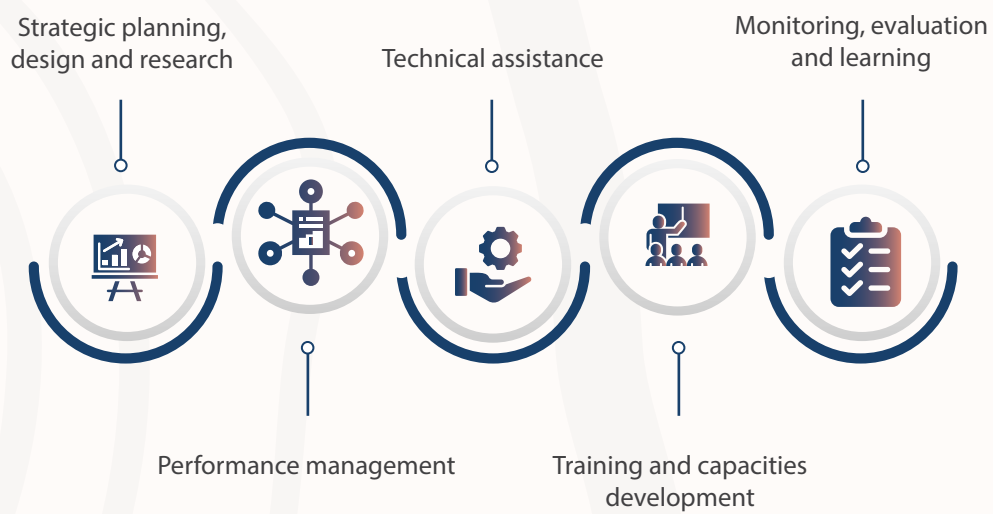 Strategic planning,
design and research
Performance management
Technical assistance
Training and capacities
development
Monitoring, evaluation
and learning